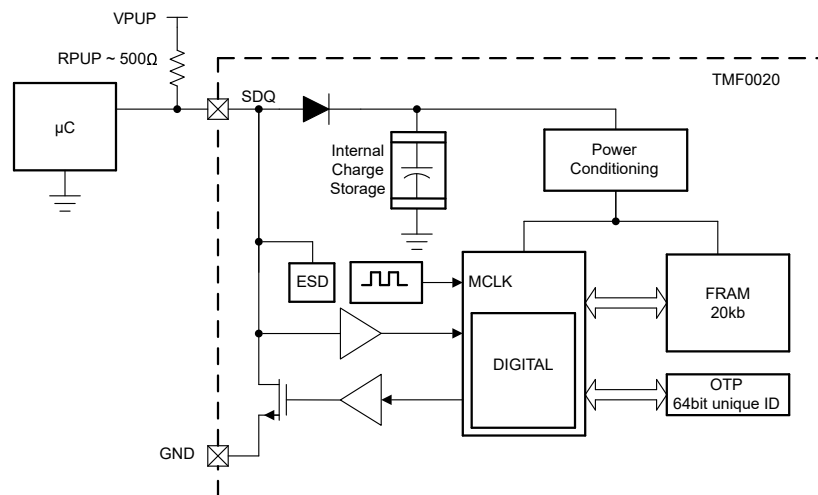 VPUP
RPUP ~ 500Ω
TMF0020
SDQ
µC
Internal
Charge
Storage
Power
Conditioning
ESD
MCLK
FRAM
20kb
DIGITAL
OTP
64bit unique ID
GND